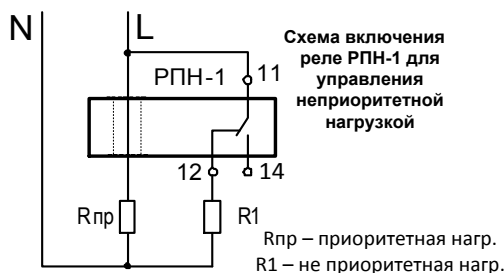 N
L
Схема включения
реле РПН-1 для
управления
неприоритетной
нагрузкой
РПН-1
11
12
14
Rпр
R1
Rпр – приоритетная нагр.
R1 – не приоритетная нагр.